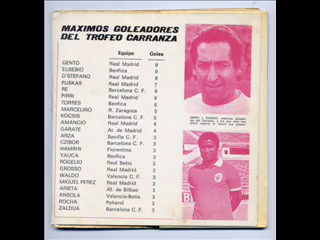 MAXIMOS GOLEADORES
DEL TROFEO CARRANZA
Equipo Goles
GENTO Real Madrid 9
EUSEBIO Benfica 9
D'STEFANO Real Madrid 8
PUSKAS Real Madrid 7
RE Barcelona C. F. 6
PIRRI Real Madrid 6
TORRES Benfica 6
MARCELINO R. Zaragoza 5
KOCSIS Barcelona C. F. 5
AMANCIO Real Madrid 4
GARATE At. de Madrid 4
ARZA Sevilla C. F. 3
CZIBOR Barcelona C. F. 3
HAMRIN Fiorentina 3
YAUCA Benfica 3
ROGELIO Real Betis 3
GROSSO Real Madrid 3
WALDO Valencia C. F. 3
MIGUEL PEREZ Real Madrid 3
ARIETA At. de Bilbao 3
ANSOLA Valencia-Betis 3
ROCHA Peñarol 3
ZALDUA Barcelona C. F. 3